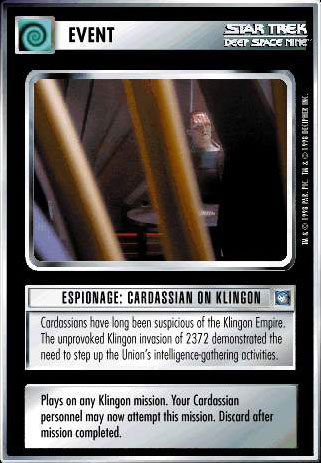 EVENT
STAR TREK
DEEP SPACE NINE
TM & © 1998 PAR. PIC. TM & © 1998 DECIPHER INC.
ESPIONAGE: CARDASSIAN ON KLINGON
Cardassians have long been suspicious of the Klingon Empire.
The unprovoked Klingon invasion of 2372 demonstrated the
need to step up the Union's intelligence-gathering activities.
Plays on any Klingon mission. Your Cardassian
personnel may now attempt this mission. Discard after
mission completed.